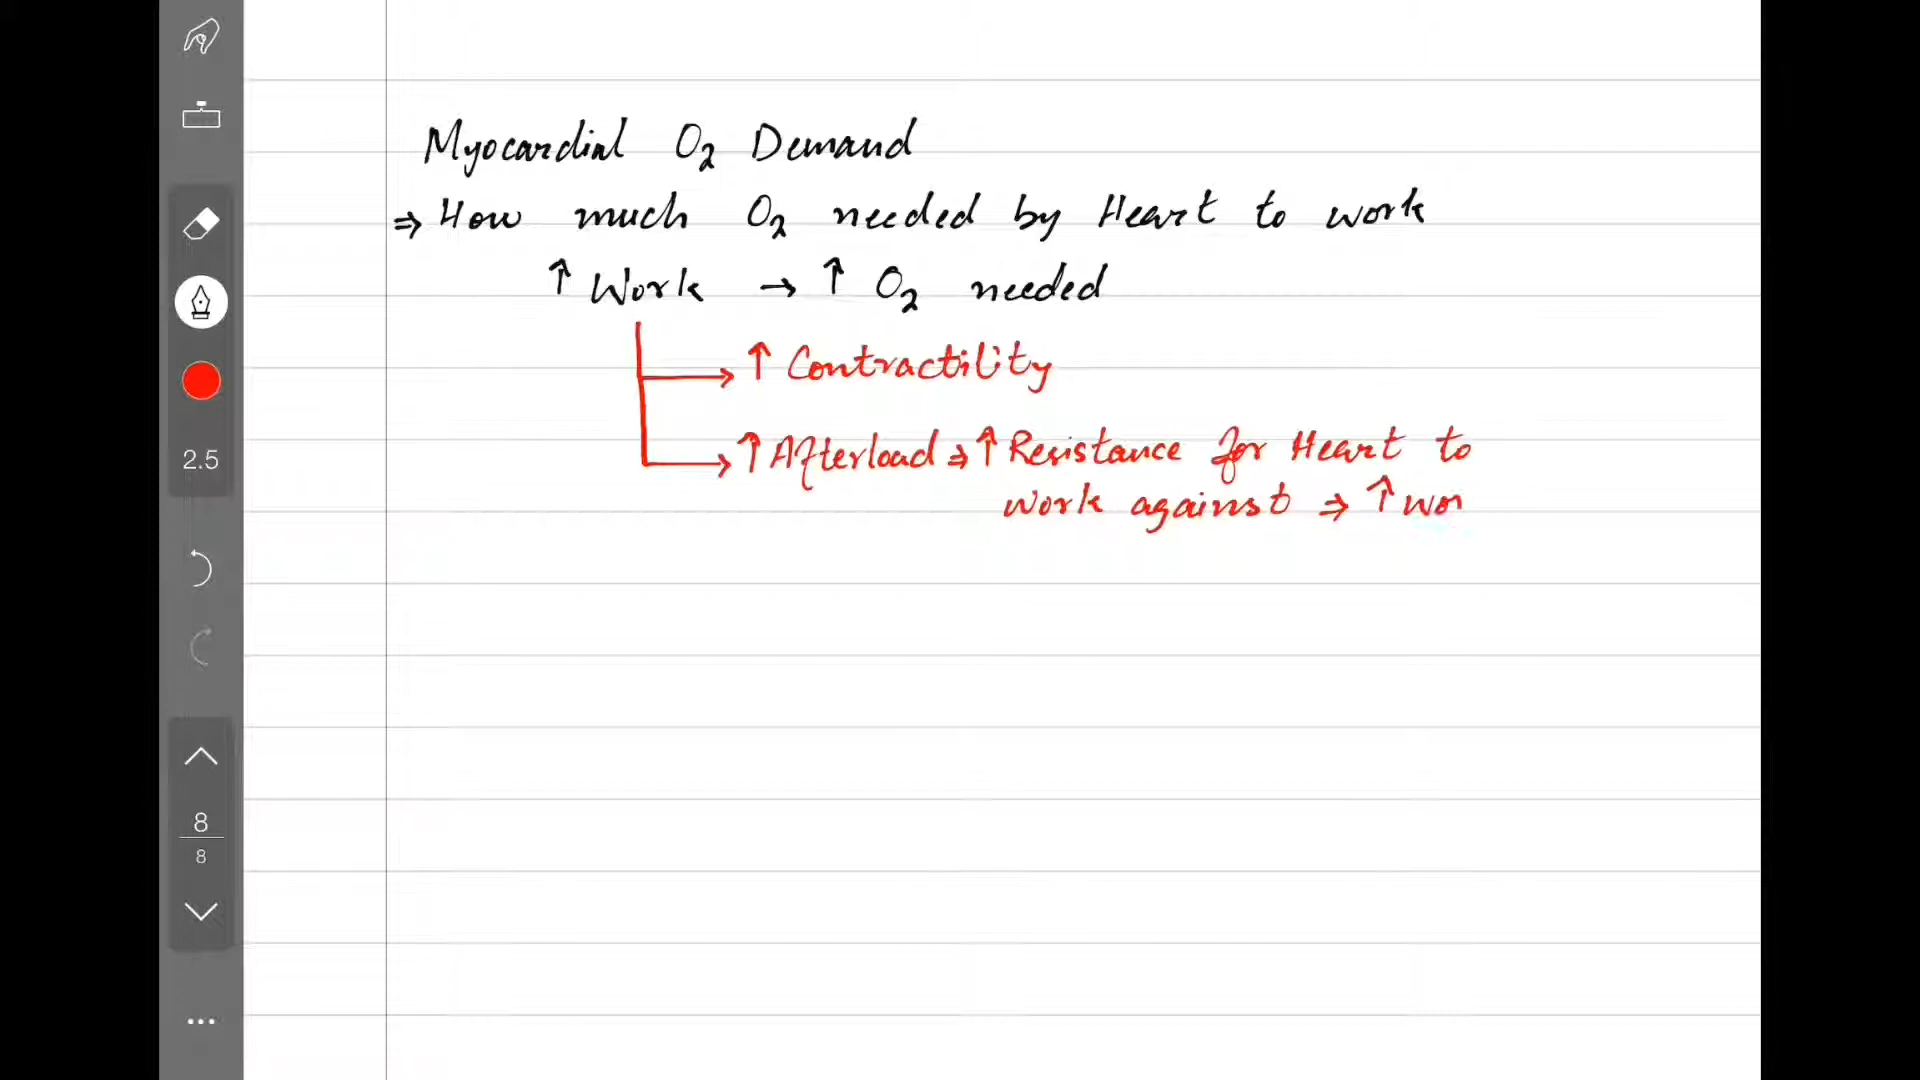 Myocardial O2 Demand
⇒ How much O2 needed by Heart to work
↑ Work → ↑ O2 needed
↑ Contractility
↑ Afterload ⇒ ↑ Resistance for Heart to
work against ⇒ ↑ wor
2.5
8
8